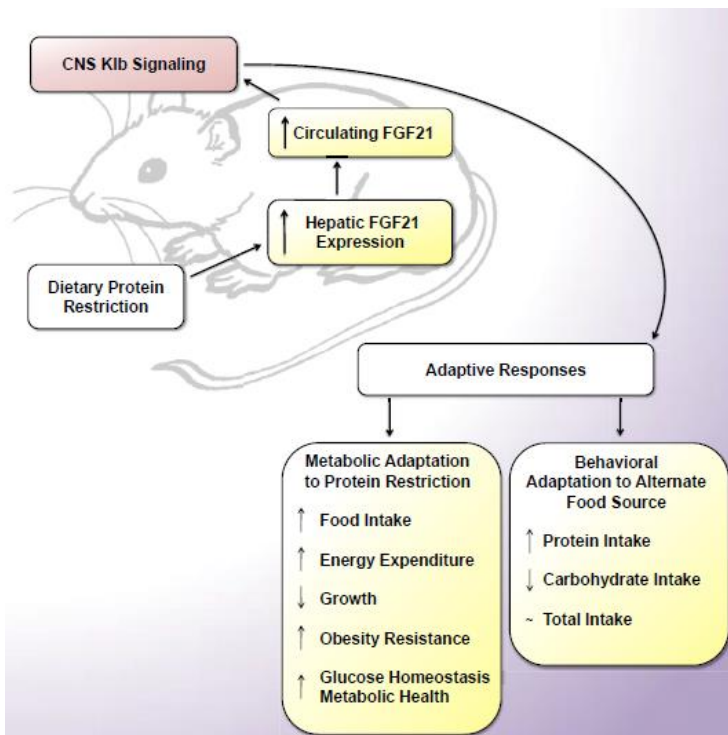 CNS Klb Signaling
↑ Circulating FGF21
↑ Hepatic FGF21
Expression
Dietary Protein
Restriction
Adaptive Responses
Metabolic Adaptation
to Protein Restriction
↑ Food Intake
↑ Energy Expenditure
↓ Growth
↑ Obesity Resistance
↑ Glucose Homeostasis
Metabolic Health
Behavioral
Adaptation to Alternate
Food Source
↑ Protein Intake
↓ Carbohydrate Intake
~ Total Intake